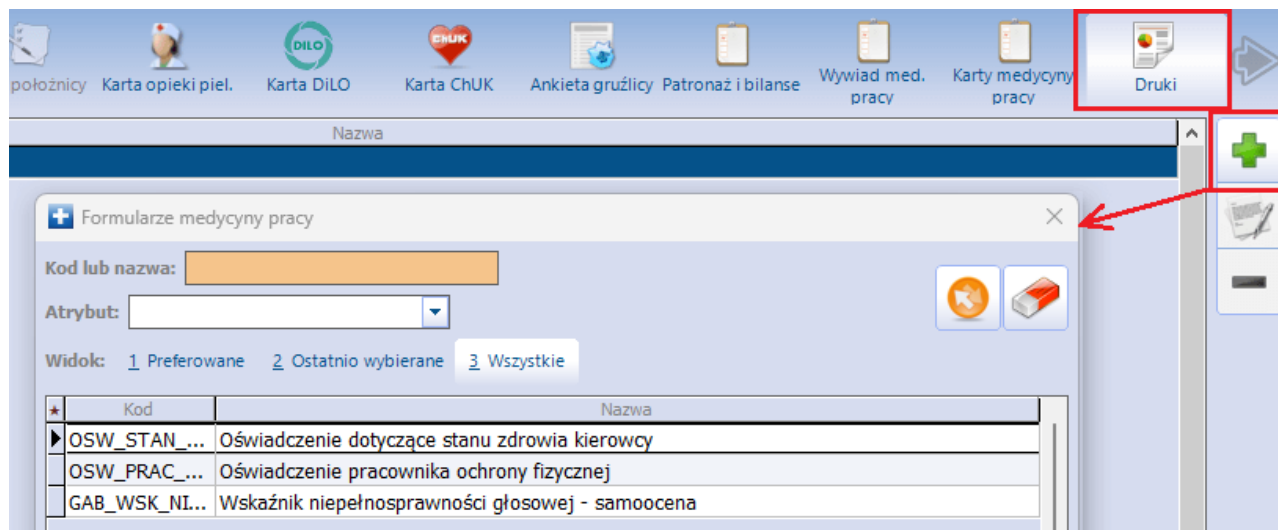 położnicy Karta opieki piel. Karta DiLO Karta ChUK Ankieta gruźlicy Patronaż i bilanse Wywiad med. pracy Karty medycyny pracy Druki
DILO
ChUK
Nazwa
Formularze medycyny pracy
Kod lub nazwa:
Atrybut:
Widok: 1 Preferowane 2 Ostatnio wybierane 3 Wszystkie
Kod Nazwa
OSW_STAN_... Oświadczenie dotyczące stanu zdrowia kierowcy
OSW_PRAC_... Oświadczenie pracownika ochrony fizycznej
GAB_WSK_NI... Wskaźnik niepełnosprawności głosowej - samoocena